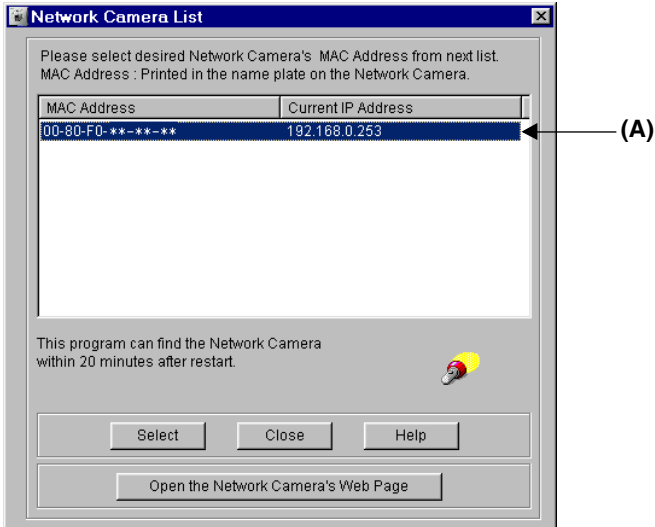 Network Camera List
Please select desired Network Camera's MAC Address from next list.
MAC Address : Printed in the name plate on the Network Camera.
MAC Address Current IP Address
00-80-F0-**-**-** 192.168.0.253 (A)
This program can find the Network Camera
within 20 minutes after restart.
Select Close Help
Open the Network Camera's Web Page